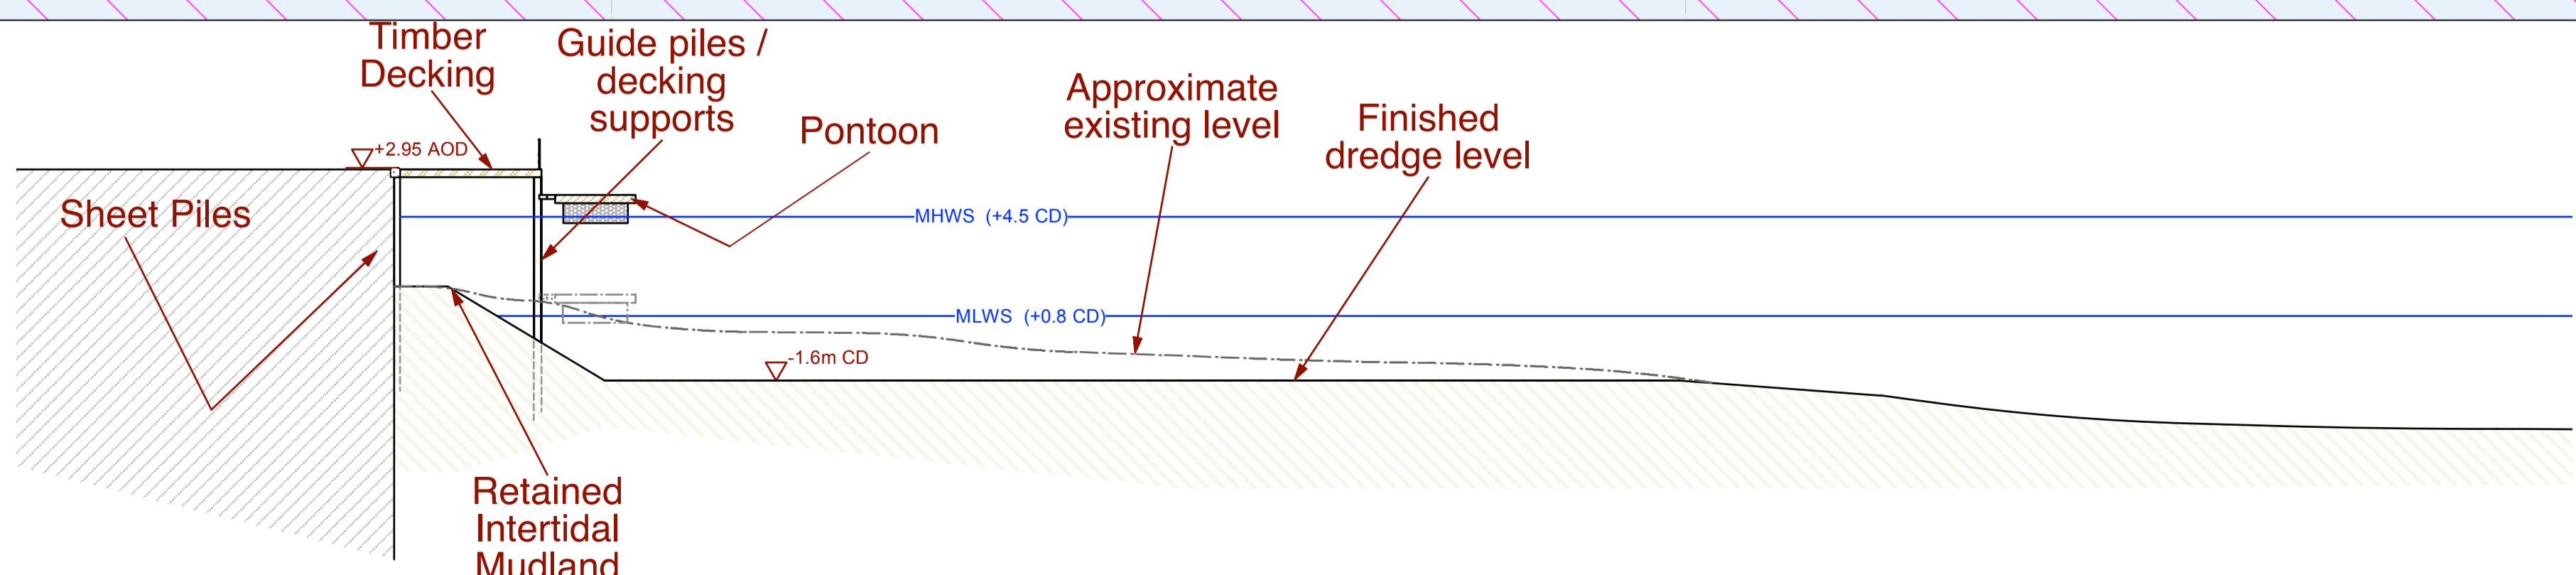 Timber
Decking
Guide piles /
decking
supports
Pontoon
Approximate
existing level
Finished
dredge level
+2.95 AOD
Sheet Piles
MHWS (+4.5 CD)
MLWS (+0.8 CD)
-1.6m CD
Retained
Intertidal
Mudland